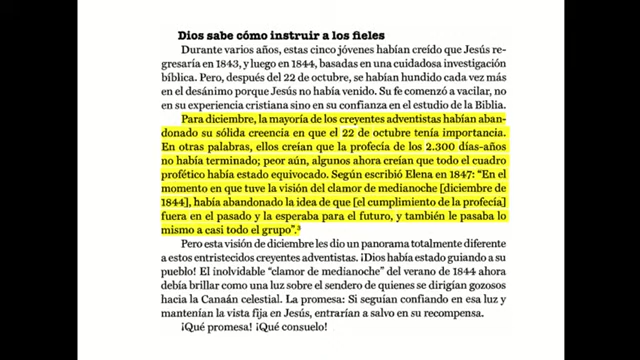 Dios sabe cómo instruir a los fieles
Durante varios años, estas cinco jóvenes habían creído que Jesús re-
gresaría en 1843, y luego en 1844, basadas en una cuidadosa investigación
bíblica. Pero, después del 22 de octubre, se habían hundido cada vez más
en el desánimo porque Jesús no había venido. Su fe comenzó a vacilar, no
en su experiencia cristiana sino en su confianza en el estudio de la Biblia.
Para diciembre, la mayoría de los creyentes adventistas habían aban-
donado su sólida creencia en que el 22 de octubre tenía importancia.
En otras palabras, ellos creían que la profecía de los 2.300 días-años
no había terminado; peor aún, algunos ahora creían que todo el cuadro
profético había estado equivocado. Según escribió Elena en 1847: “En el
momento en que tuve la visión del clamor de medianoche [diciembre de
1844], había abandonado la idea de que [el cumplimiento de la profecía]
fuera en el pasado y la esperaba para el futuro, y también le pasaba lo
mismo a casi todo el grupo”.³
Pero esta visión de diciembre les dio un panorama totalmente diferente
a estos entristecidos creyentes adventistas. ¡Dios había estado guiando a su
pueblo! El inolvidable “clamor de medianoche” del verano de 1844 ahora
debía brillar como una luz sobre el sendero de quienes se dirigían gozosos
hacia la Canaán celestial. La promesa: Si seguían confiando en esa luz y
mantenían la vista fija en Jesús, entrarían a salvo en su recompensa.
¡Qué promesa! ¡Qué consuelo!